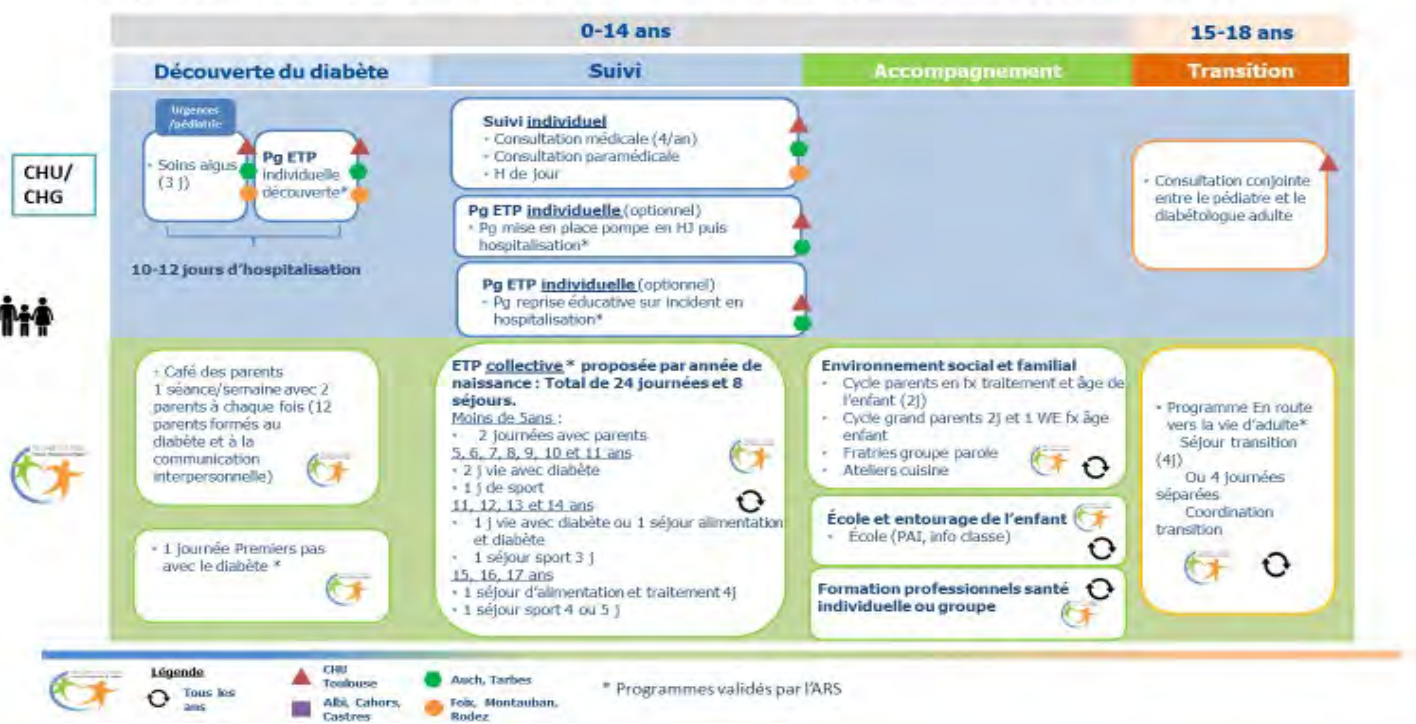 0-14 ans
15-18 ans
Découverte du diabète
Suivi
Accompagnement
Transition
CHU/
CHG
Urgences
/pédiatrie
- Soins aigus
(3 j)
Pg ETP
individuelle
découverte*
10-12 jours d'hospitalisation
Suivi individuel
- Consultation médicale (4/an)
- Consultation paramédicale
- H de jour
Pg ETP individuelle (optionnel)
- Pg mise en place pompe en HJ puis
hospitalisation*
Pg ETP individuelle (optionnel)
- Pg reprise éducative sur incident en
hospitalisation*
- Consultation conjointe
entre le pédiatre et le
diabétologue adulte
- Café des parents
1 séance/semaine avec 2
parents à chaque fois (12
parents formés au
diabète et à la
communication
interpersonnelle)
- 1 journée Premiers pas
avec le diabète *
ETP collective * proposée par année de
naissance : Total de 24 journées et 8
séjours.
Moins de 5ans :
- 2 journées avec parents
5, 6, 7, 8, 9, 10 et 11 ans
- 2 j vie avec diabète
- 1 j de sport
11, 12, 13 et 14 ans
- 1 j vie avec diabète ou 1 séjour alimentation
et diabète
- 1 séjour sport 3 j
15, 16, 17 ans
- 1 séjour d'alimentation et traitement 4j
- 1 séjour sport 4 ou 5 j
Environnement social et familial
- Cycle parents en fx traitement et âge de
l'enfant (2j)
- Cycle grand parents 2j et 1 WE fx âge
enfant
- Fratries groupe parole
- Ateliers cuisine
École et entourage de l'enfant
- École (PAI, info classe)
Formation professionnels santé
individuelle ou groupe
- Programme En route
vers la vie d'adulte*
Séjour transition
(4j)
Ou 4 journées
séparées
Coordination
transition
Légende
Tous les
ans
CHU
Toulouse
Albi, Cahors,
Castres
Auch, Tarbes
Foix, Montauban,
Rodez
* Programmes validés par l'ARS